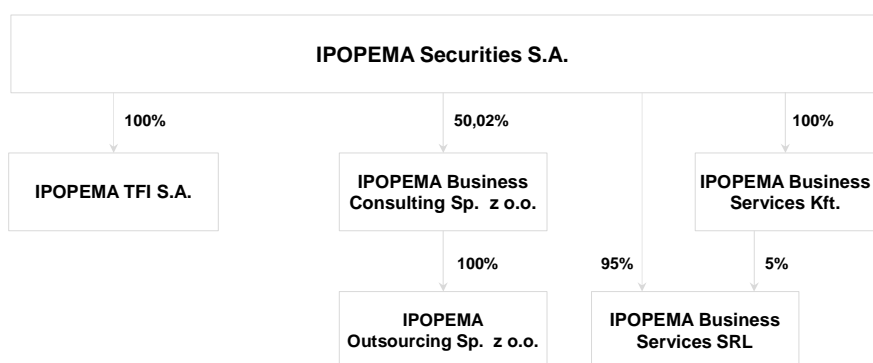 IPOPEMA Securities S.A.
100%
50,02%
100%
IPOPEMA TFI S.A.
IPOPEMA Business
Consulting Sp. z o.o.
IPOPEMA Business
Services Kft.
100%
95%
5%
IPOPEMA
Outsourcing Sp. z o.o.
IPOPEMA Business
Services SRL